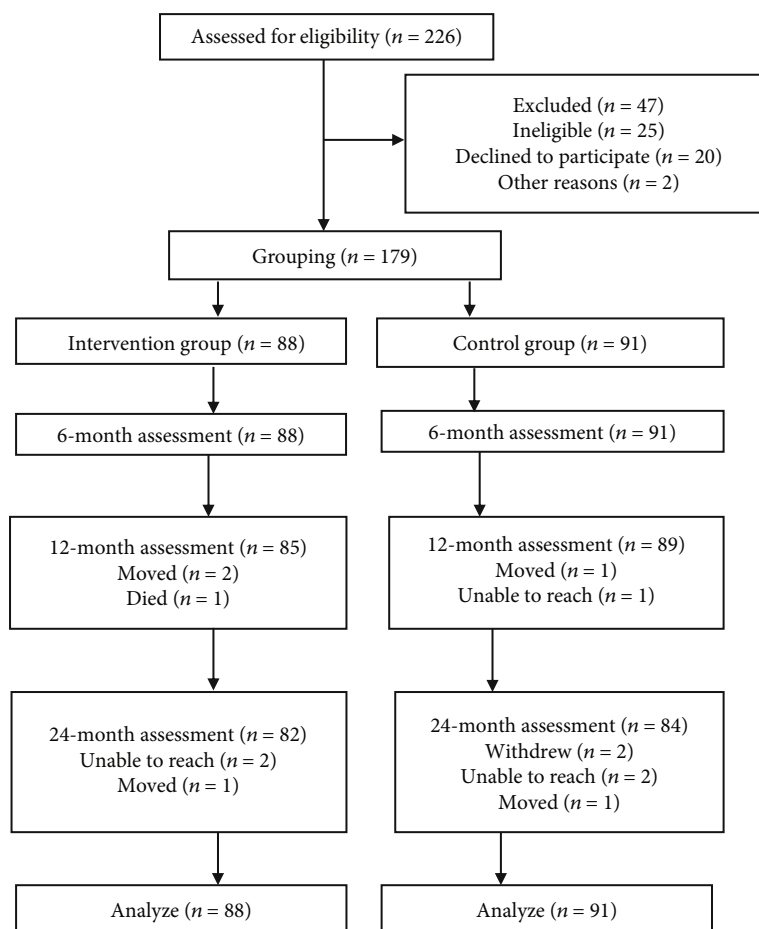 Assessed for eligibility (n = 226)
Excluded (n = 47)
Ineligible (n = 25)
Declined to participate (n = 20)
Other reasons (n = 2)
Grouping (n = 179)
Intervention group (n = 88)
Control group (n = 91)
6-month assessment (n = 88)
6-month assessment (n = 91)
12-month assessment (n = 85)
Moved (n = 2)
Died (n = 1)
12-month assessment (n = 89)
Moved (n = 1)
Unable to reach (n = 1)
24-month assessment (n = 82)
Unable to reach (n = 2)
Moved (n = 1)
24-month assessment (n = 84)
Withdrew (n = 2)
Unable to reach (n = 2)
Moved (n = 1)
Analyze (n = 88)
Analyze (n = 91)